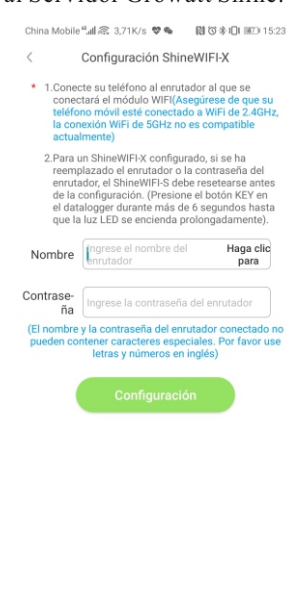 China Mobile 3,71K/s 15:23
Configuración ShineWIFI-X
* 1.Conecte su teléfono al enrutador al que se
conectará el módulo WIFI(Asegúrese de que su
teléfono móvil esté conectado a WiFi de 2.4GHz,
la conexión WiFi de 5GHz no es compatible
actualmente)
2.Para un ShineWIFI-X configurado, si se ha
reemplazado el enrutador o la contraseña del
enrutador, el ShineWIFI-S debe resetearse antes
de la configuración. (Presione el botón KEY en
el datalogger durante más de 6 segundos hasta
que la luz LED se encienda prolongadamente).
Nombre
Ingrese el nombre del
enrutador
Haga clic
para
Contrase-
ña
Ingrese la contraseña del enrutador
(El nombre y la contraseña del enrutador conectado no
pueden contener caracteres especiales. Por favor use
letras y números en inglés)
Configuración